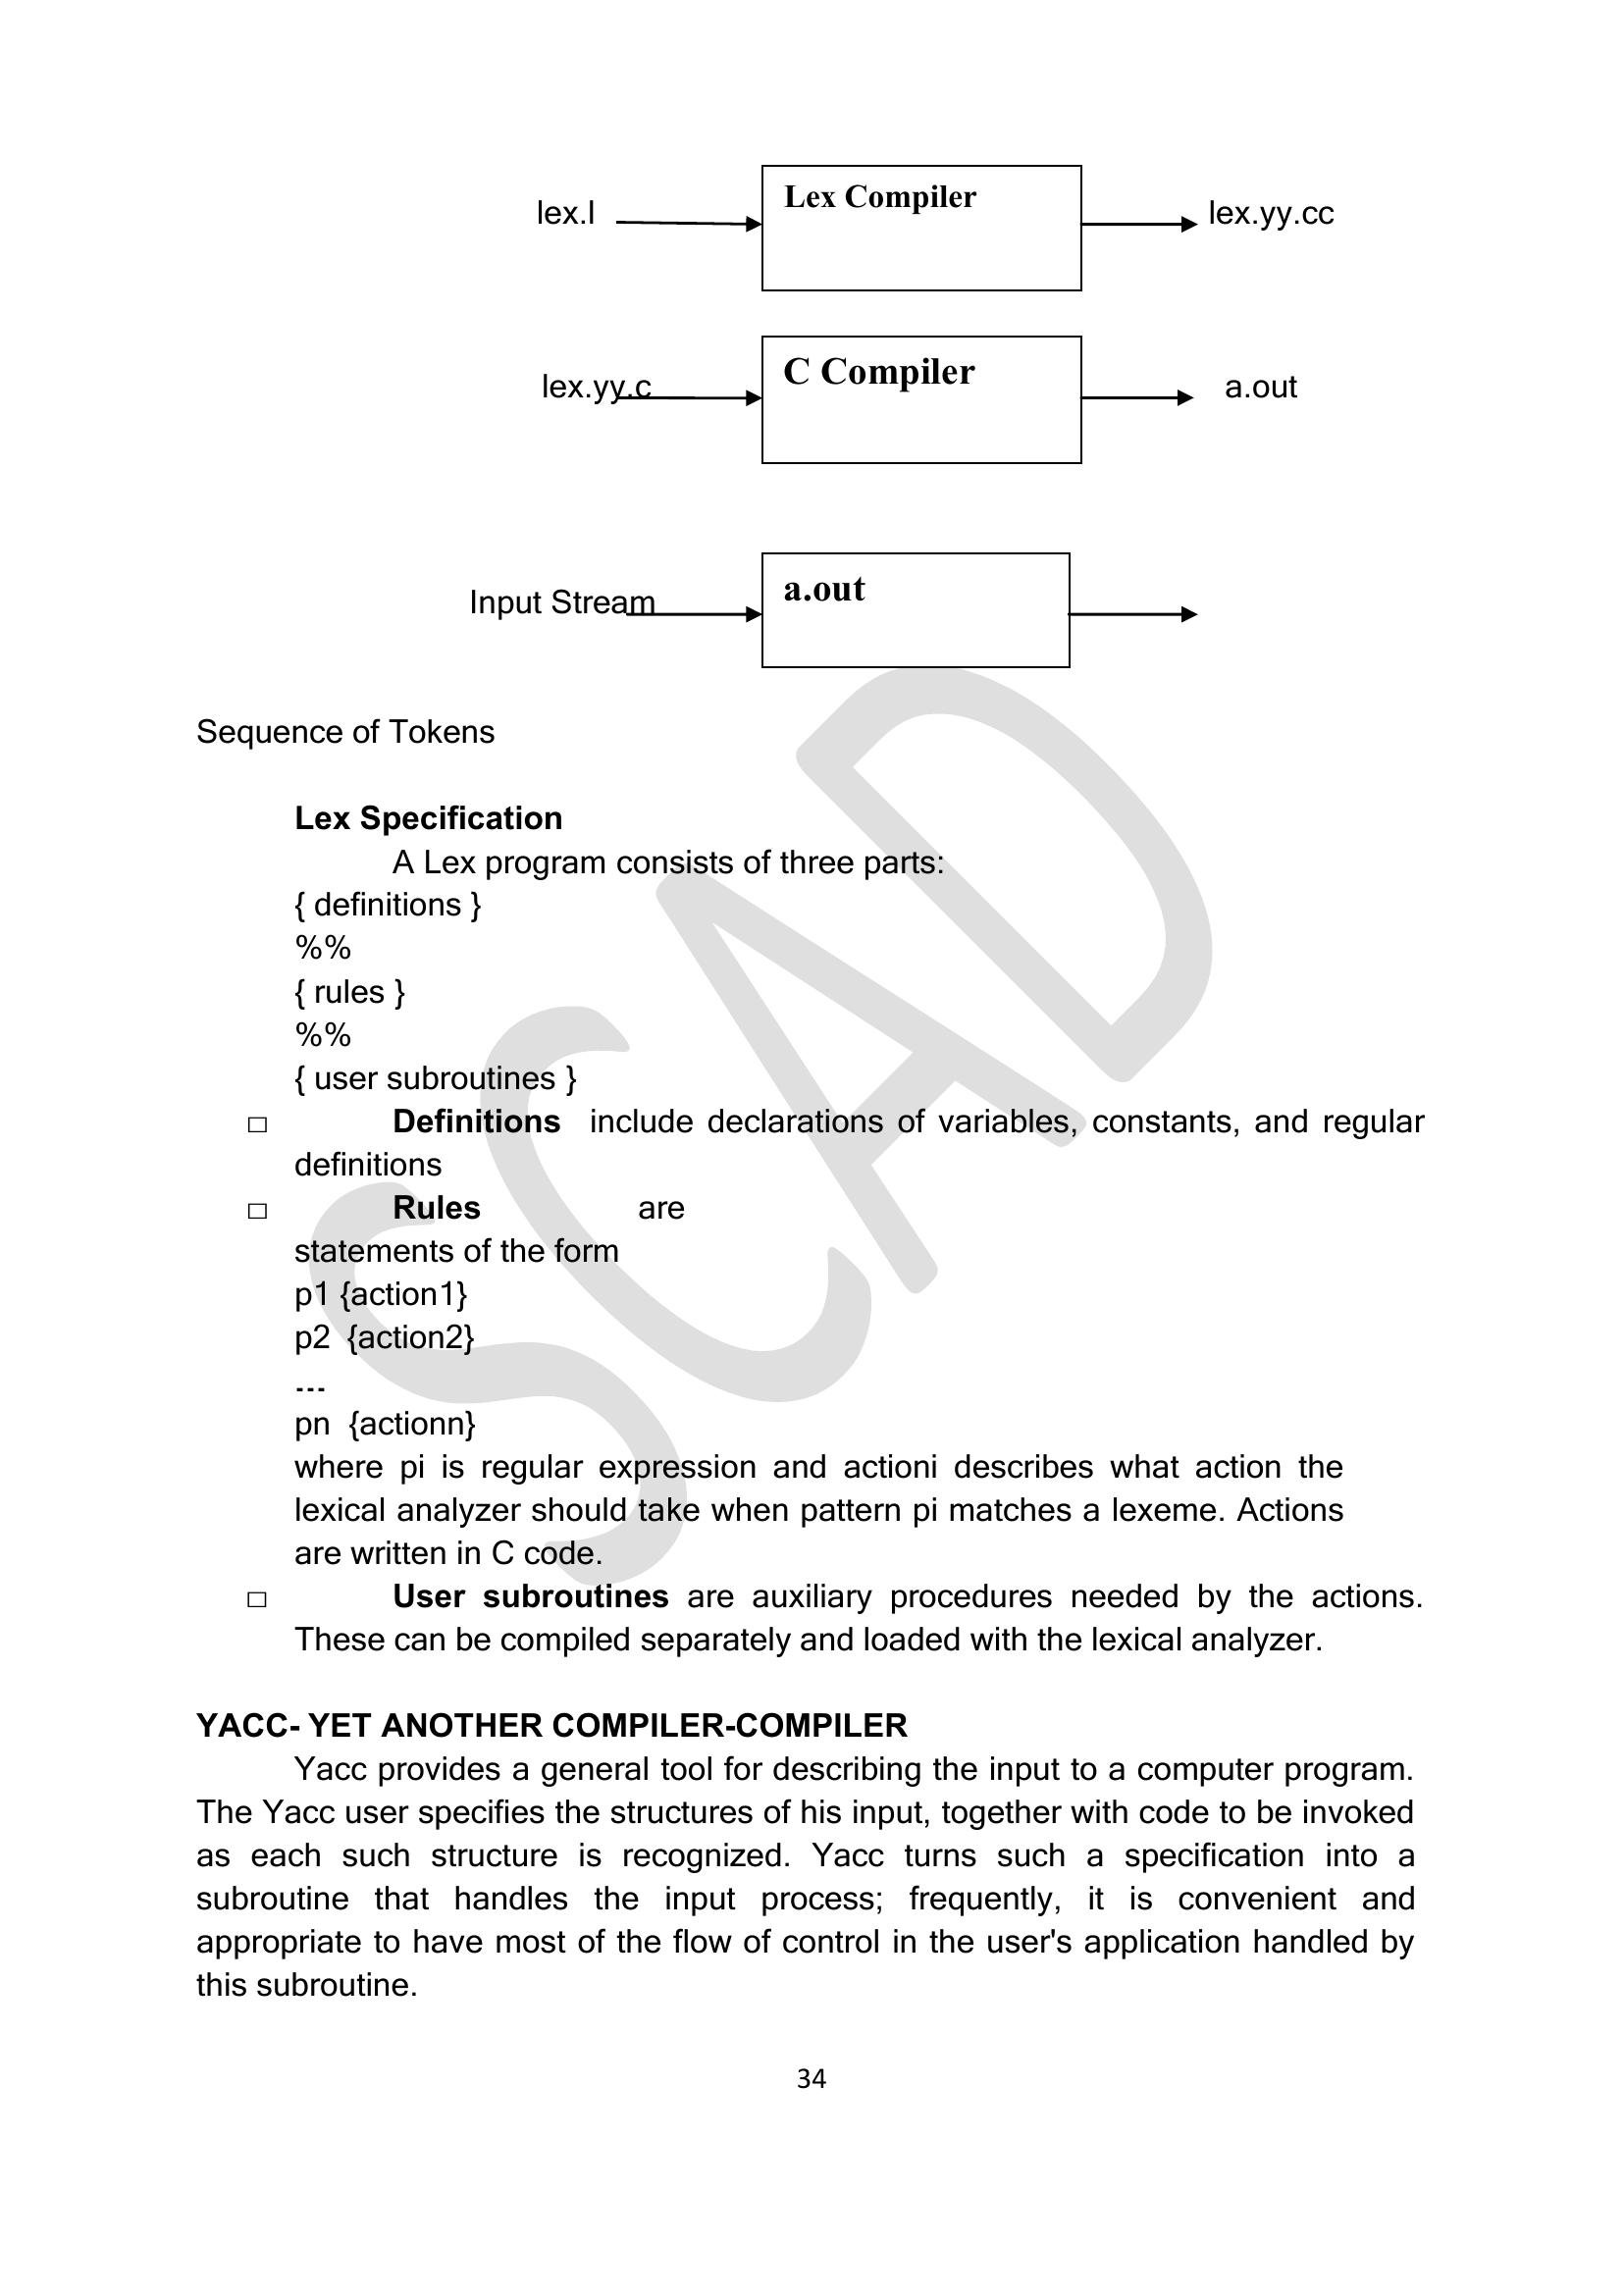 lex.l Lex Compiler lex.yy.cc
lex.yy.c C Compiler a.out
Input Stream a.out
Sequence of Tokens
Lex Specification
A Lex program consists of three parts:
{ definitions }
%%
{ rules }
%%
{ user subroutines }
□ Definitions include declarations of variables, constants, and regular
definitions
□ Rules are
statements of the form
p1 {action1}
p2 {action2}
---
pn {actionn}
where pi is regular expression and actioni describes what action the
lexical analyzer should take when pattern pi matches a lexeme. Actions
are written in C code.
□ User subroutines are auxiliary procedures needed by the actions.
These can be compiled separately and loaded with the lexical analyzer.
YACC- YET ANOTHER COMPILER-COMPILER
Yacc provides a general tool for describing the input to a computer program.
The Yacc user specifies the structures of his input, together with code to be invoked
as each such structure is recognized. Yacc turns such a specification into a
subroutine that handles the input process; frequently, it is convenient and
appropriate to have most of the flow of control in the user's application handled by
this subroutine.
34
SCAD